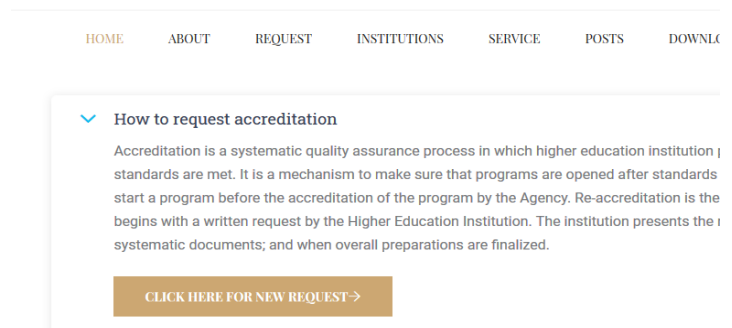 HOME ABOUT REQUEST INSTITUTIONS SERVICE POSTS DOWNLO
How to request accreditation
Accreditation is a systematic quality assurance process in which higher education institution
standards are met. It is a mechanism to make sure that programs are opened after standards
start a program before the accreditation of the program by the Agency. Re-accreditation is the
begins with a written request by the Higher Education Institution. The institution presents the
systematic documents; and when overall preparations are finalized.
CLICK HERE FOR NEW REQUEST→